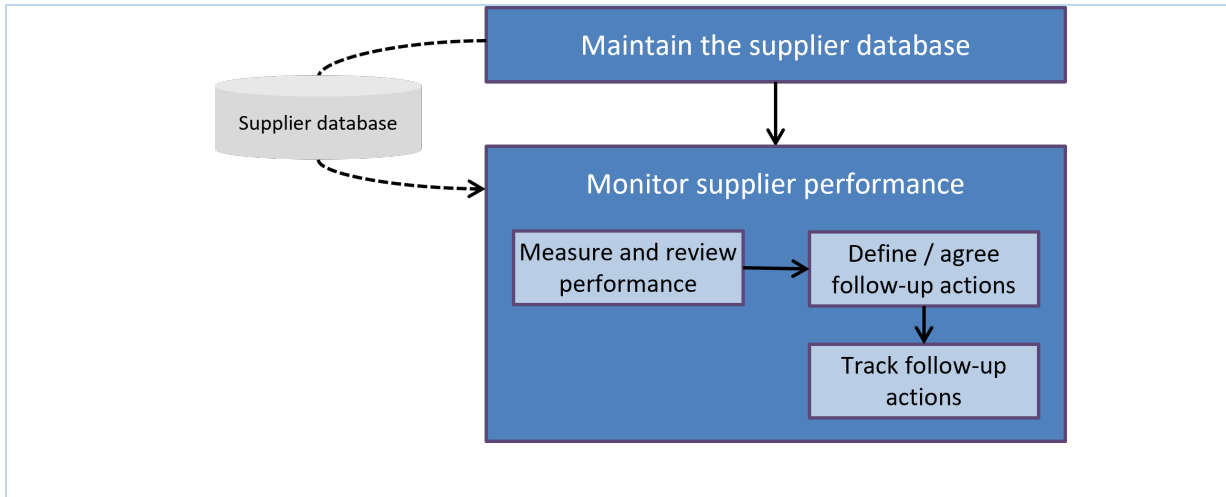 Maintain the supplier database
Supplier database
Monitor supplier performance
Measure and review
performance
Define / agree
follow-up actions
Track follow-up
actions